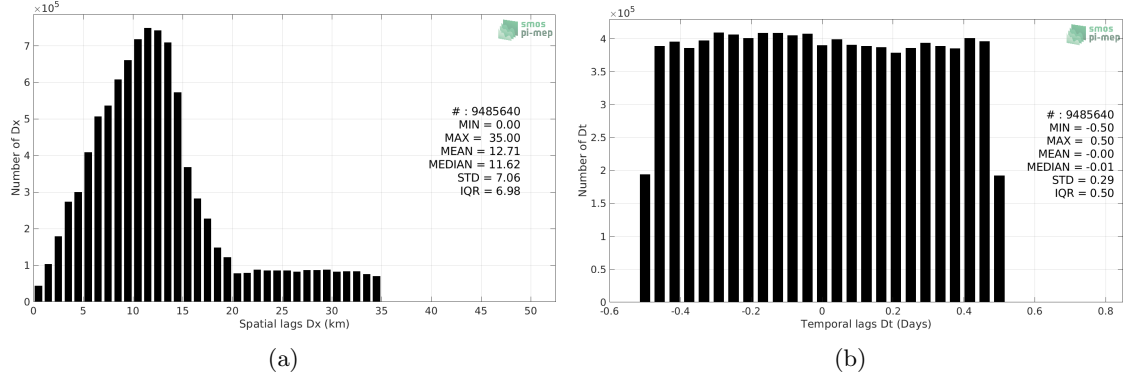 ×10⁵
7
6
5
4
3
2
1
0
Number of Dx
smos
pi-mep
# : 9485640
MIN = 0.00
MAX = 35.00
MEAN = 12.71
MEDIAN = 11.62
STD = 7.06
IQR = 6.98
0 5 10 15 20 25 30 35 40 45 50
Spatial lags Dx (km)
(a)
×10⁵
4
3.5
3
2.5
2
1.5
1
0.5
0
Number of Dt
smos
pi-mep
# : 9485640
MIN = -0.50
MAX = 0.50
MEAN = -0.00
MEDIAN = -0.01
STD = 0.29
IQR = 0.50
-0.6 -0.4 -0.2 0 0.2 0.4 0.6 0.8
Temporal lags Dt (Days)
(b)